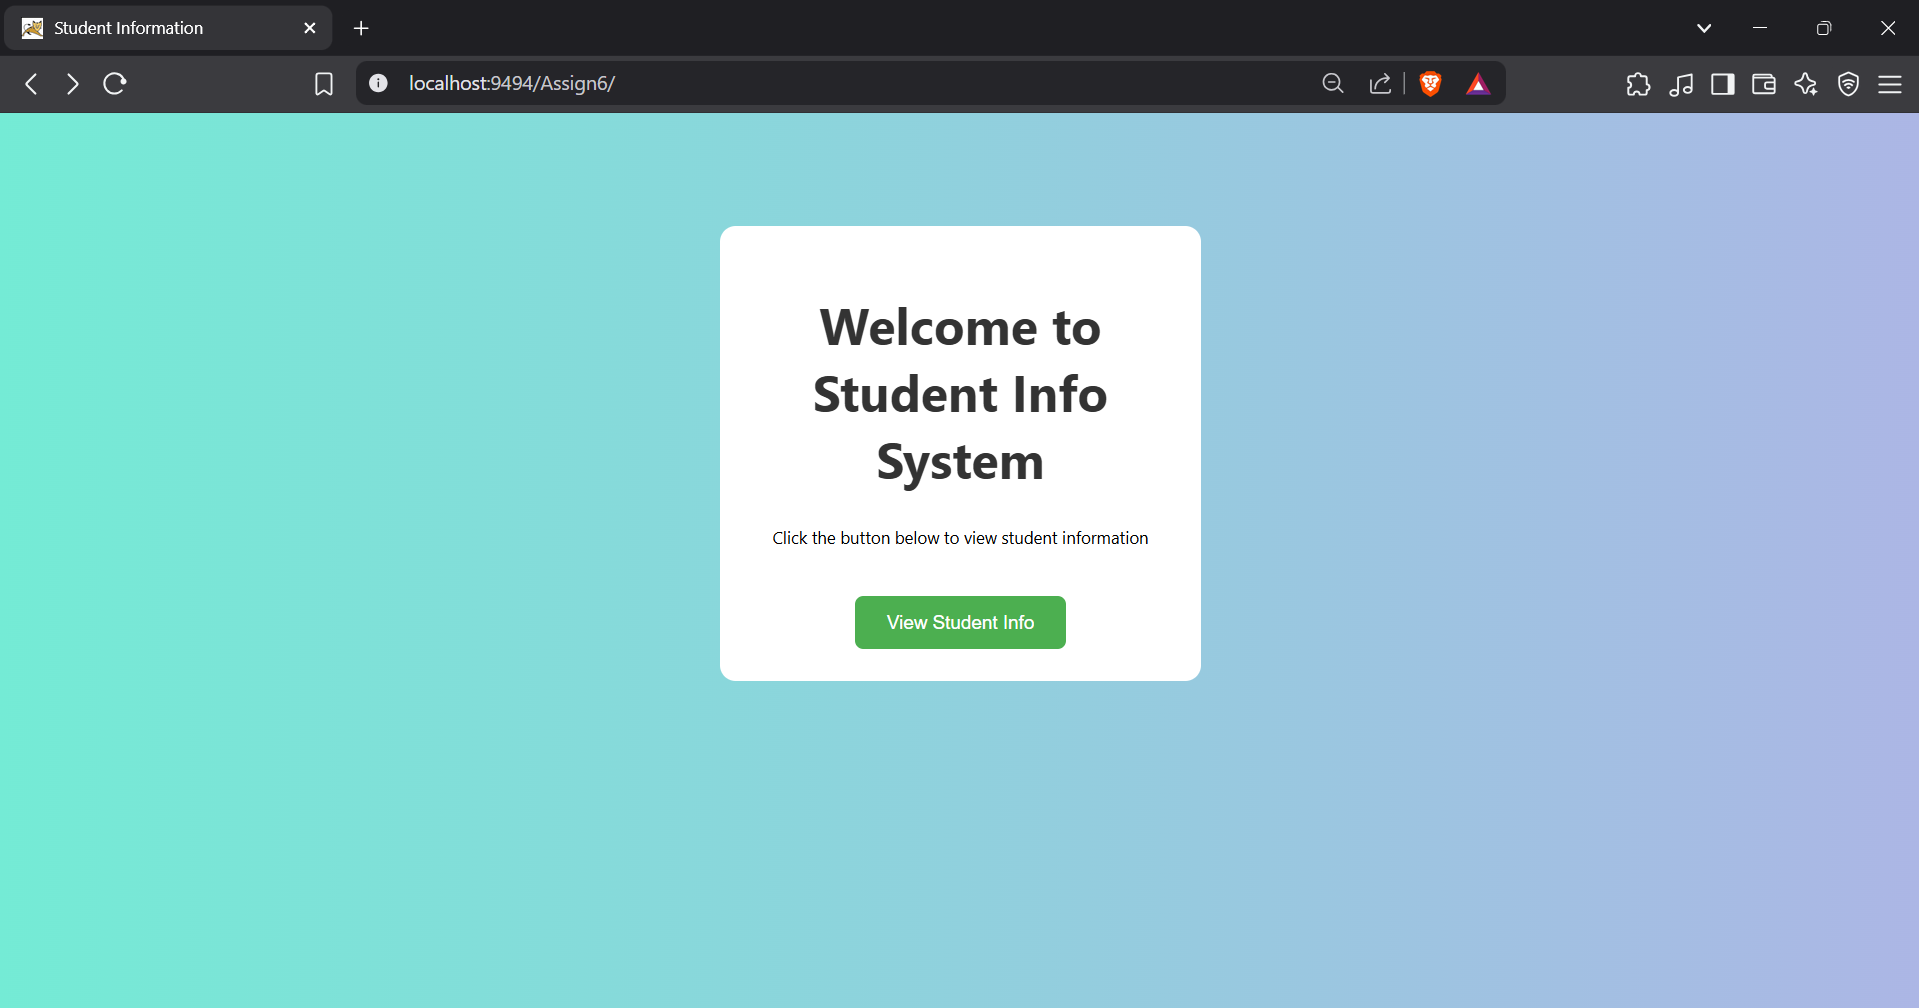 Student Information
localhost:9494/Assign6/
Welcome to
Student Info
System
Click the button below to view student information
View Student Info